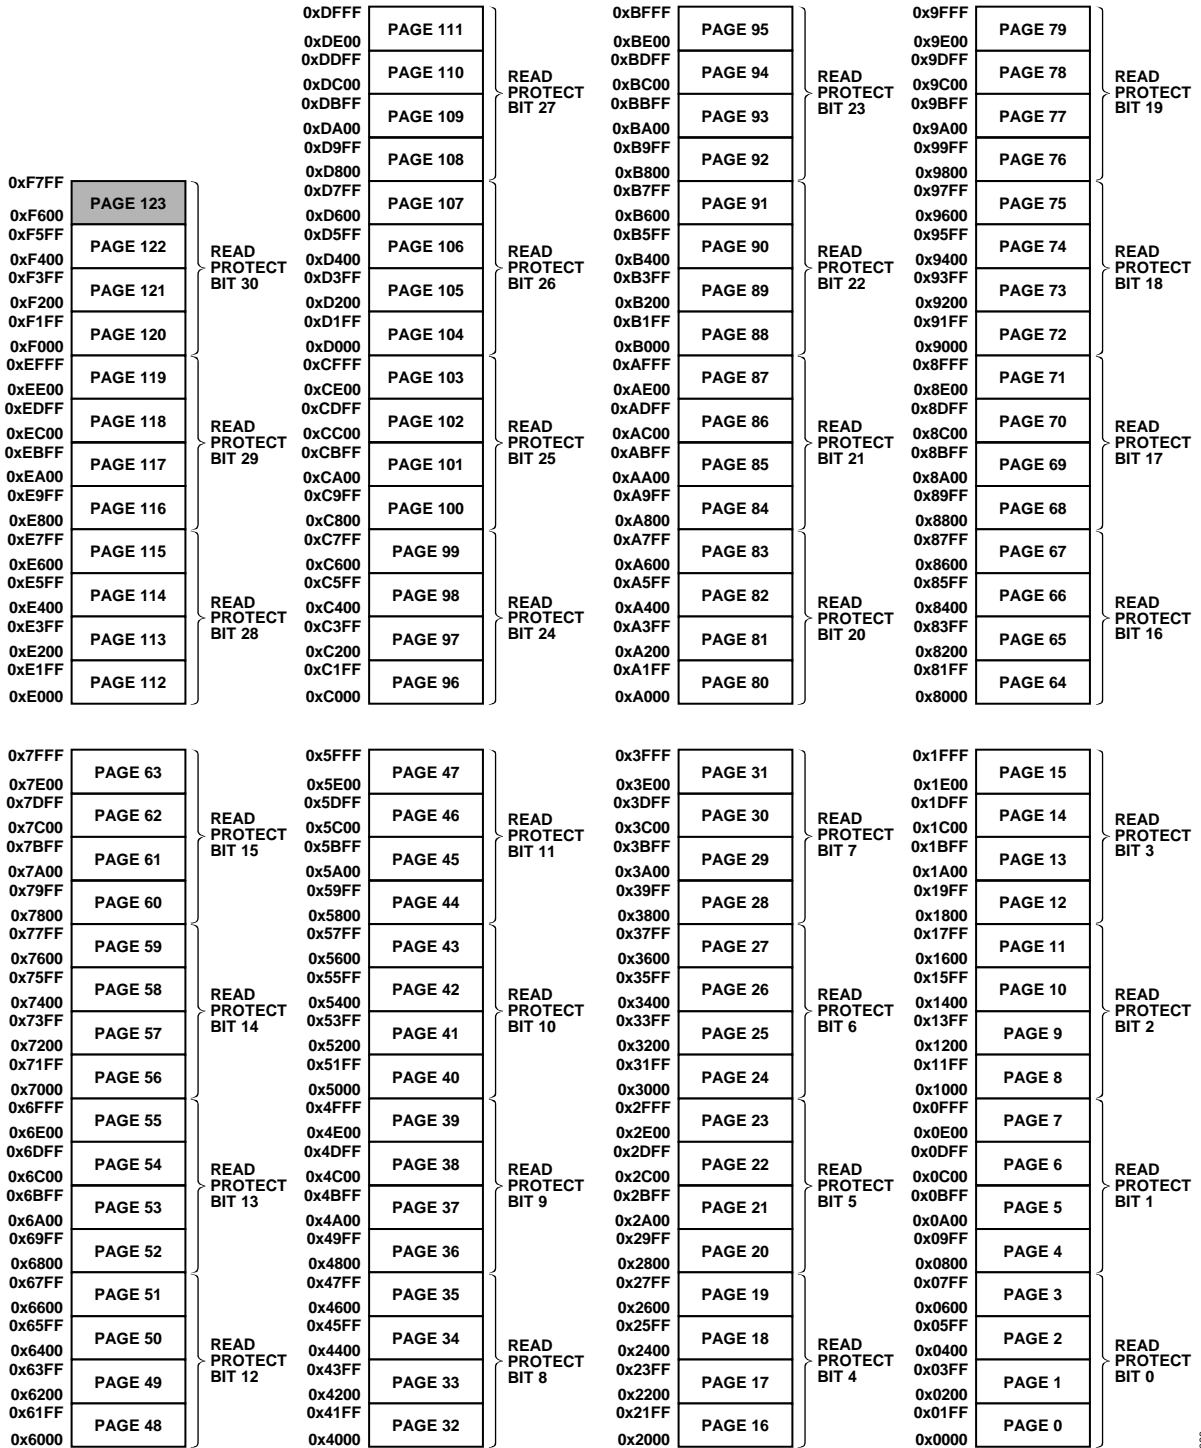 0xF7FF
PAGE 123
0xF600
0xF5FF
PAGE 122
0xF400
0xF3FF
PAGE 121
0xF200
0xF1FF
PAGE 120
0xF000
READ
PROTECT
BIT 30
0xEFFF
PAGE 119
0xEE00
0xEDFF
PAGE 118
0xEC00
0xEBFF
PAGE 117
0xEA00
0xE9FF
PAGE 116
0xE800
READ
PROTECT
BIT 29
0xE7FF
PAGE 115
0xE600
0xE5FF
PAGE 114
0xE400
0xE3FF
PAGE 113
0xE200
0xE1FF
PAGE 112
0xE000
READ
PROTECT
BIT 28
0xDFFF
PAGE 111
0xDE00
0xDDFF
PAGE 110
0xDC00
0xDBFF
PAGE 109
0xDA00
0xD9FF
PAGE 108
0xD800
READ
PROTECT
BIT 27
0xD7FF
PAGE 107
0xD600
0xD5FF
PAGE 106
0xD400
0xD3FF
PAGE 105
0xD200
0xD1FF
PAGE 104
0xD000
READ
PROTECT
BIT 26
0xCFFF
PAGE 103
0xCE00
0xCDFF
PAGE 102
0xCC00
0xCBFF
PAGE 101
0xCA00
0xC9FF
PAGE 100
0xC800
READ
PROTECT
BIT 25
0xC7FF
PAGE 99
0xC600
0xC5FF
PAGE 98
0xC400
0xC3FF
PAGE 97
0xC200
0xC1FF
PAGE 96
0xC000
READ
PROTECT
BIT 24
0xBFFF
PAGE 95
0xBE00
0xBDFF
PAGE 94
0xBC00
0xBBFF
PAGE 93
0xBA00
0xB9FF
PAGE 92
0xB800
READ
PROTECT
BIT 23
0xB7FF
PAGE 91
0xB600
0xB5FF
PAGE 90
0xB400
0xB3FF
PAGE 89
0xB200
0xB1FF
PAGE 88
0xB000
READ
PROTECT
BIT 22
0xAFFF
PAGE 87
0xAE00
0xADFF
PAGE 86
0xAC00
0xABFF
PAGE 85
0xAA00
0xA9FF
PAGE 84
0xA800
READ
PROTECT
BIT 21
0xA7FF
PAGE 83
0xA600
0xA5FF
PAGE 82
0xA400
0xA3FF
PAGE 81
0xA200
0xA1FF
PAGE 80
0xA000
READ
PROTECT
BIT 20
0x9FFF
PAGE 79
0x9E00
0x9DFF
PAGE 78
0x9C00
0x9BFF
PAGE 77
0x9A00
0x99FF
PAGE 76
0x9800
READ
PROTECT
BIT 19
0x97FF
PAGE 75
0x9600
0x95FF
PAGE 74
0x9400
0x93FF
PAGE 73
0x9200
0x91FF
PAGE 72
0x9000
READ
PROTECT
BIT 18
0x8FFF
PAGE 71
0x8E00
0x8DFF
PAGE 70
0x8C00
0x8BFF
PAGE 69
0x8A00
0x89FF
PAGE 68
0x8800
READ
PROTECT
BIT 17
0x87FF
PAGE 67
0x8600
0x85FF
PAGE 66
0x8400
0x83FF
PAGE 65
0x8200
0x81FF
PAGE 64
0x8000
READ
PROTECT
BIT 16
0x7FFF
PAGE 63
0x7E00
0x7DFF
PAGE 62
0x7C00
0x7BFF
PAGE 61
0x7A00
0x79FF
PAGE 60
0x7800
READ
PROTECT
BIT 15
0x77FF
PAGE 59
0x7600
0x75FF
PAGE 58
0x7400
0x73FF
PAGE 57
0x7200
0x71FF
PAGE 56
0x7000
READ
PROTECT
BIT 14
0x6FFF
PAGE 55
0x6E00
0x6DFF
PAGE 54
0x6C00
0x6BFF
PAGE 53
0x6A00
0x69FF
PAGE 52
0x6800
READ
PROTECT
BIT 13
0x67FF
PAGE 51
0x6600
0x65FF
PAGE 50
0x6400
0x63FF
PAGE 49
0x6200
0x61FF
PAGE 48
0x6000
READ
PROTECT
BIT 12
0x5FFF
PAGE 47
0x5E00
0x5DFF
PAGE 46
0x5C00
0x5BFF
PAGE 45
0x5A00
0x59FF
PAGE 44
0x5800
READ
PROTECT
BIT 11
0x57FF
PAGE 43
0x5600
0x55FF
PAGE 42
0x5400
0x53FF
PAGE 41
0x5200
0x51FF
PAGE 40
0x5000
READ
PROTECT
BIT 10
0x4FFF
PAGE 39
0x4E00
0x4DFF
PAGE 38
0x4C00
0x4BFF
PAGE 37
0x4A00
0x49FF
PAGE 36
0x4800
READ
PROTECT
BIT 9
0x47FF
PAGE 35
0x4600
0x45FF
PAGE 34
0x4400
0x43FF
PAGE 33
0x4200
0x41FF
PAGE 32
0x4000
READ
PROTECT
BIT 8
0x3FFF
PAGE 31
0x3E00
0x3DFF
PAGE 30
0x3C00
0x3BFF
PAGE 29
0x3A00
0x39FF
PAGE 28
0x3800
READ
PROTECT
BIT 7
0x37FF
PAGE 27
0x3600
0x35FF
PAGE 26
0x3400
0x33FF
PAGE 25
0x3200
0x31FF
PAGE 24
0x3000
READ
PROTECT
BIT 6
0x2FFF
PAGE 23
0x2E00
0x2DFF
PAGE 22
0x2C00
0x2BFF
PAGE 21
0x2A00
0x29FF
PAGE 20
0x2800
READ
PROTECT
BIT 5
0x27FF
PAGE 19
0x2600
0x25FF
PAGE 18
0x2400
0x23FF
PAGE 17
0x2200
0x21FF
PAGE 16
0x2000
READ
PROTECT
BIT 4
0x1FFF
PAGE 15
0x1E00
0x1DFF
PAGE 14
0x1C00
0x1BFF
PAGE 13
0x1A00
0x19FF
PAGE 12
0x1800
READ
PROTECT
BIT 3
0x17FF
PAGE 11
0x1600
0x15FF
PAGE 10
0x1400
0x13FF
PAGE 9
0x1200
0x11FF
PAGE 8
0x1000
READ
PROTECT
BIT 2
0x0FFF
PAGE 7
0x0E00
0x0DFF
PAGE 6
0x0C00
0x0BFF
PAGE 5
0x0A00
0x09FF
PAGE 4
0x0800
READ
PROTECT
BIT 1
0x07FF
PAGE 3
0x0600
0x05FF
PAGE 2
0x0400
0x03FF
PAGE 1
0x0200
0x01FF
PAGE 0
0x0000
READ
PROTECT
BIT 0